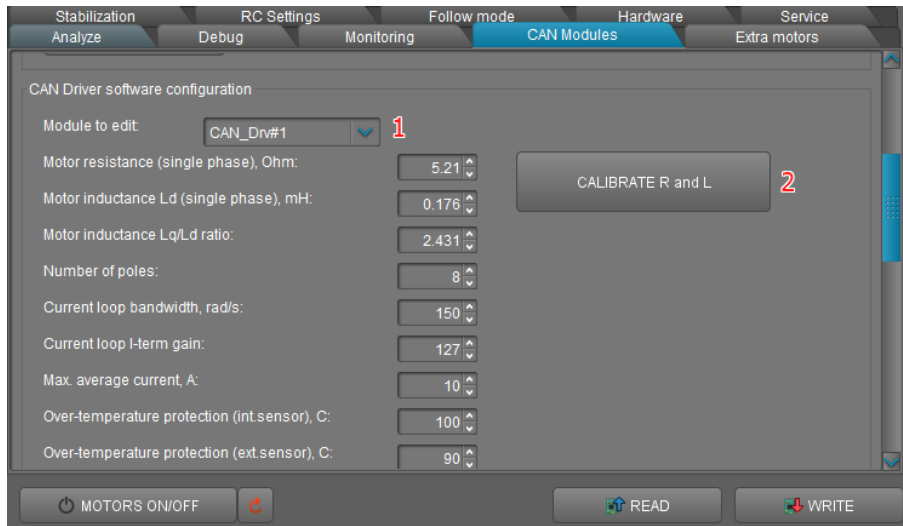 Stabilization RC Settings Follow mode Hardware Service
Analyze Debug Monitoring CAN Modules Extra motors
CAN Driver software configuration
Module to edit: CAN_Drv#1 1
Motor resistance (single phase), Ohm: 5.21
CALIBRATE R and L 2
Motor inductance Ld (single phase), mH: 0.176
Motor inductance Lq/Ld ratio: 2.431
Number of poles: 8
Current loop bandwidth, rad/s: 150
Current loop I-term gain: 127
Max. average current, A: 10
Over-temperature protection (int.sensor), C: 100
Over-temperature protection (ext.sensor), C: 90
MOTORS ON/OFF READ WRITE